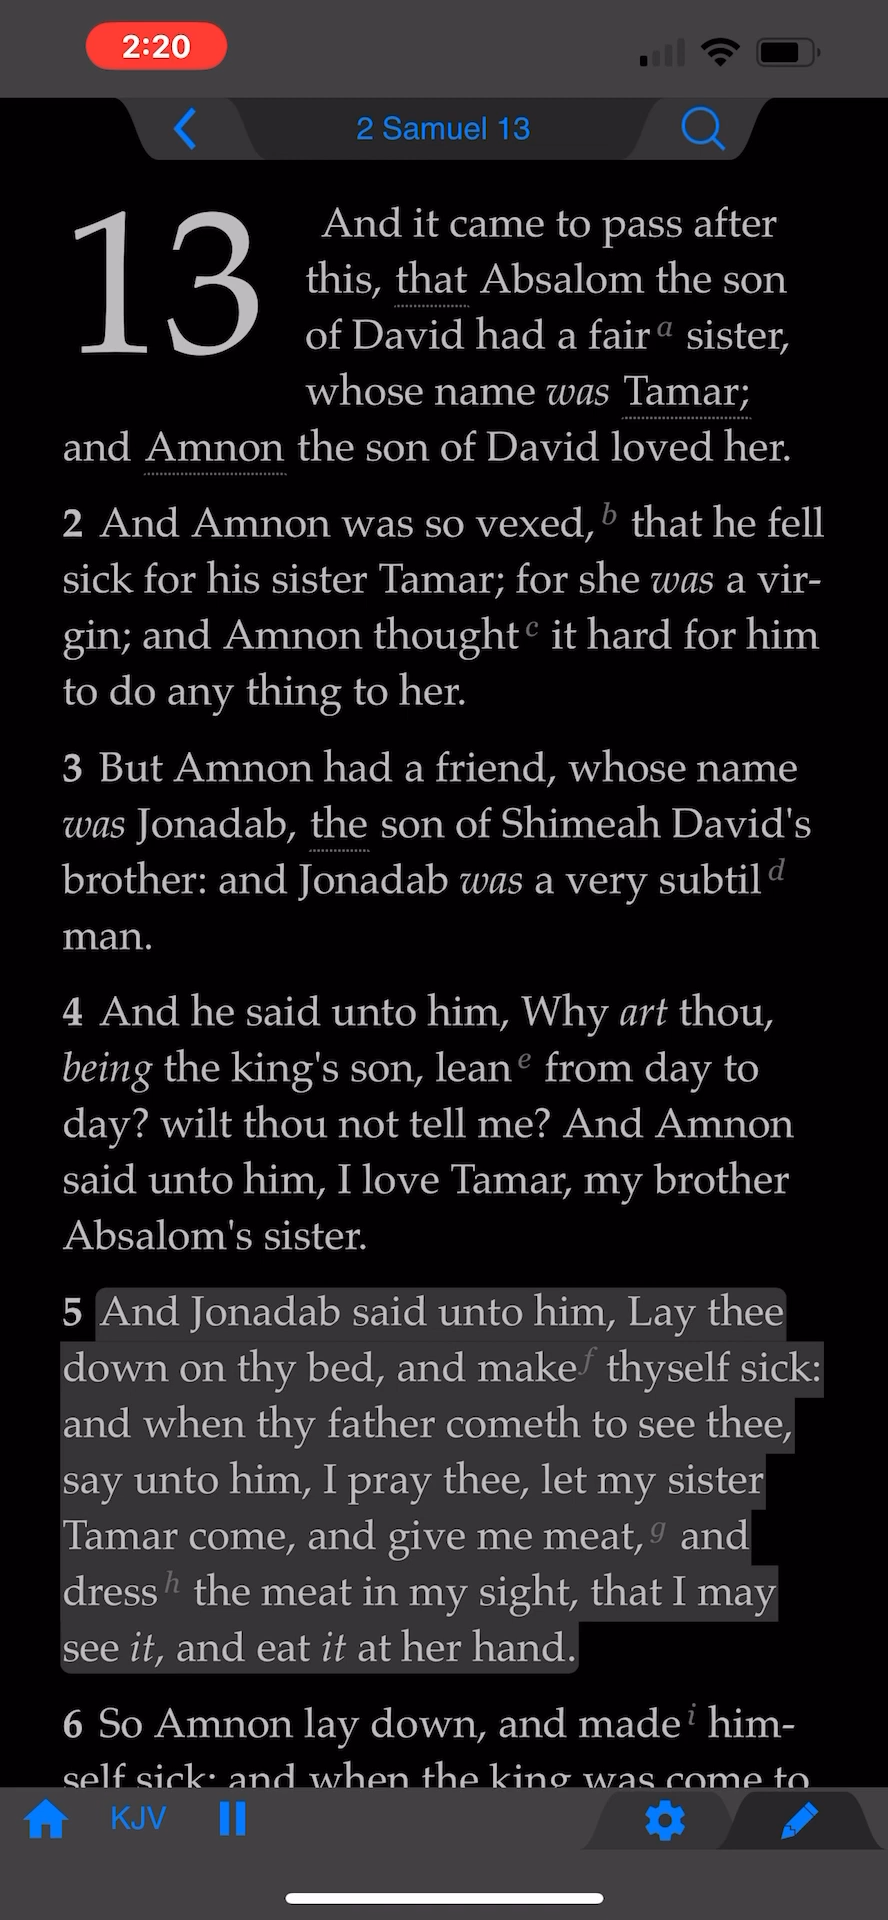 2:20
2 Samuel 13
13 And it came to pass after
this, that Absalom the son
of David had a fair a sister,
whose name was Tamar;
and Amnon the son of David loved her.
2 And Amnon was so vexed, b that he fell
sick for his sister Tamar; for she was a vir-
gin; and Amnon thought c it hard for him
to do any thing to her.
3 But Amnon had a friend, whose name
was Jonadab, the son of Shimeah David's
brother: and Jonadab was a very subtil d
man.
4 And he said unto him, Why art thou,
being the king's son, lean e from day to
day? wilt thou not tell me? And Amnon
said unto him, I love Tamar, my brother
Absalom's sister.
5 And Jonadab said unto him, Lay thee
down on thy bed, and make f thyself sick:
and when thy father cometh to see thee,
say unto him, I pray thee, let my sister
Tamar come, and give me meat, g and
dress h the meat in my sight, that I may
see it, and eat it at her hand.
6 So Amnon lay down, and made i him-
self sick: and when the king was come to
KJV